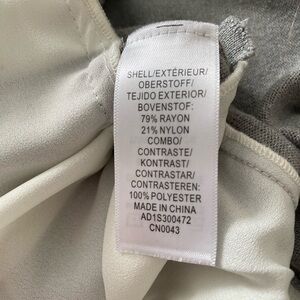 SHELL/EXTÉRIEUR/
OBERSTOFF/
TEJIDO EXTERIOR/
BOVENSTOF:
79% RAYON
21% NYLON
COMBO/
CONTRASTE/
KONTRAST/
CONTRASTAR/
CONTRASTEREN:
100% POLYESTER
MADE IN CHINA
AD1S300472
CN0043